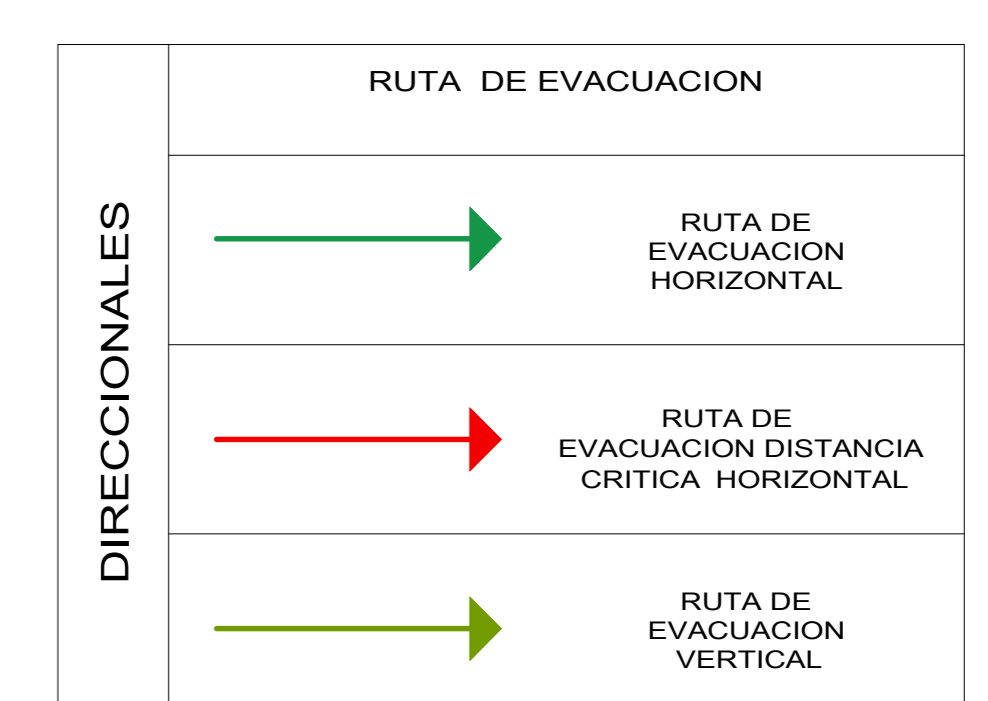 RUTA DE EVACUACION
DIRECCIONALES
RUTA DE
EVACUACION
HORIZONTAL
RUTA DE
EVACUACION DISTANCIA
CRITICA HORIZONTAL
RUTA DE
EVACUACION
VERTICAL